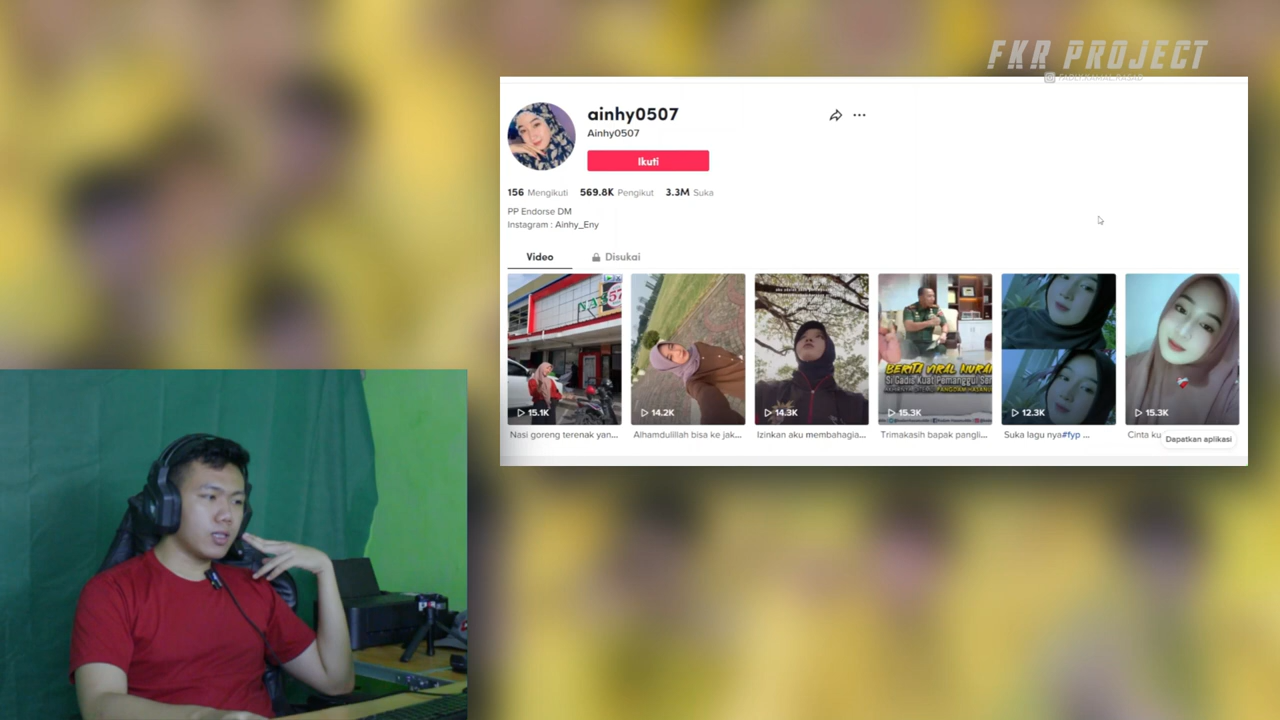 FKR PROJECT
FADLY.KAMAL_RASAD
ainhy0507
Ainhy0507
Ikuti
156 Mengikuti 569.8K Pengikut 3.3M Suka
PP Endorse DM
Instagram : Ainhy_Eny
Video Disukai
BERITA VIRAL
15.1K 14.2K 14.3K 15.3K 12.3K 15.3K
Nasi goreng terenak yan... Alhamdulillah bisa ke jak... Izinkan aku membahagia... Trimakasih bapak pangli... Suka lagu nya#fyp ... Cinta ku
Dapatkan aplikasi